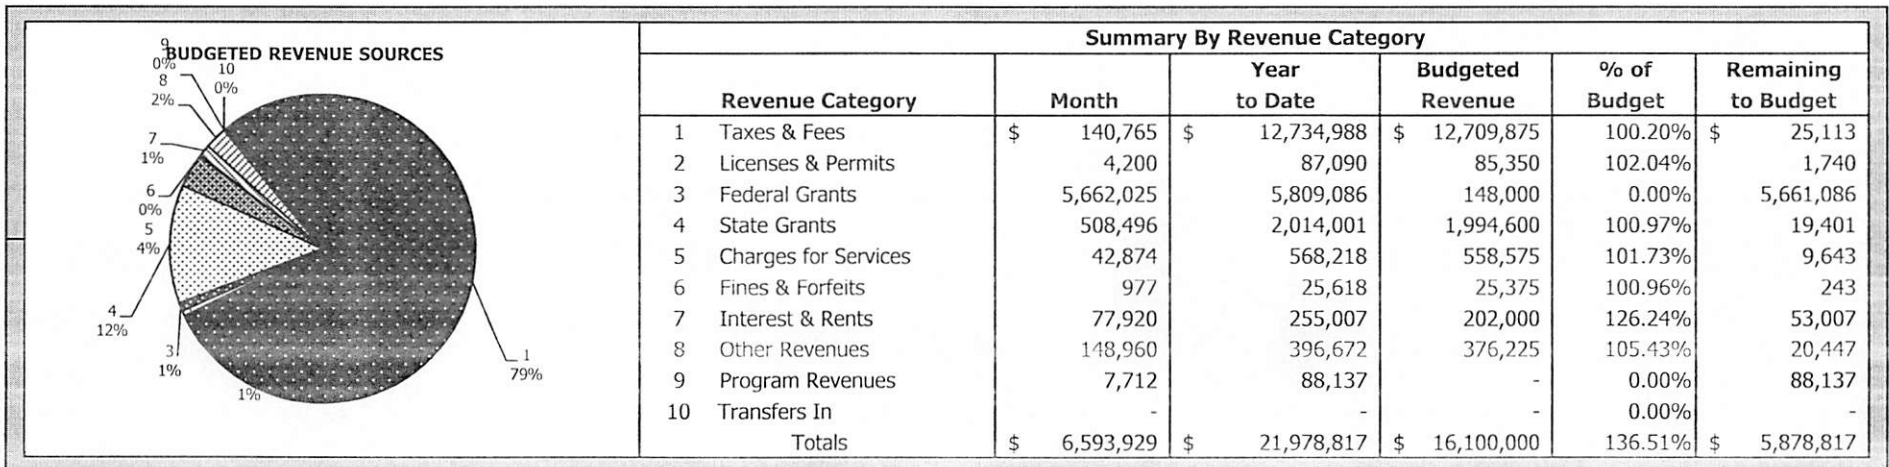 BUDGETED REVENUE SOURCES
9
0%
10
0%
8
2%
7
1%
6
0%
5
4%
4
12%
3
1%
1%
1
79%
Summary By Revenue Category
Year Budgeted % of Remaining
Revenue Category Month to Date Revenue Budget to Budget
1 Taxes & Fees $ 140,765 $ 12,734,988 $ 12,709,875 100.20% $ 25,113
2 Licenses & Permits 4,200 87,090 85,350 102.04% 1,740
3 Federal Grants 5,662,025 5,809,086 148,000 0.00% 5,661,086
4 State Grants 508,496 2,014,001 1,994,600 100.97% 19,401
5 Charges for Services 42,874 568,218 558,575 101.73% 9,643
6 Fines & Forfeits 977 25,618 25,375 100.96% 243
7 Interest & Rents 77,920 255,007 202,000 126.24% 53,007
8 Other Revenues 148,960 396,672 376,225 105.43% 20,447
9 Program Revenues 7,712 88,137 - 0.00% 88,137
10 Transfers In - - - 0.00% -
Totals $ 6,593,929 $ 21,978,817 $ 16,100,000 136.51% $ 5,878,817